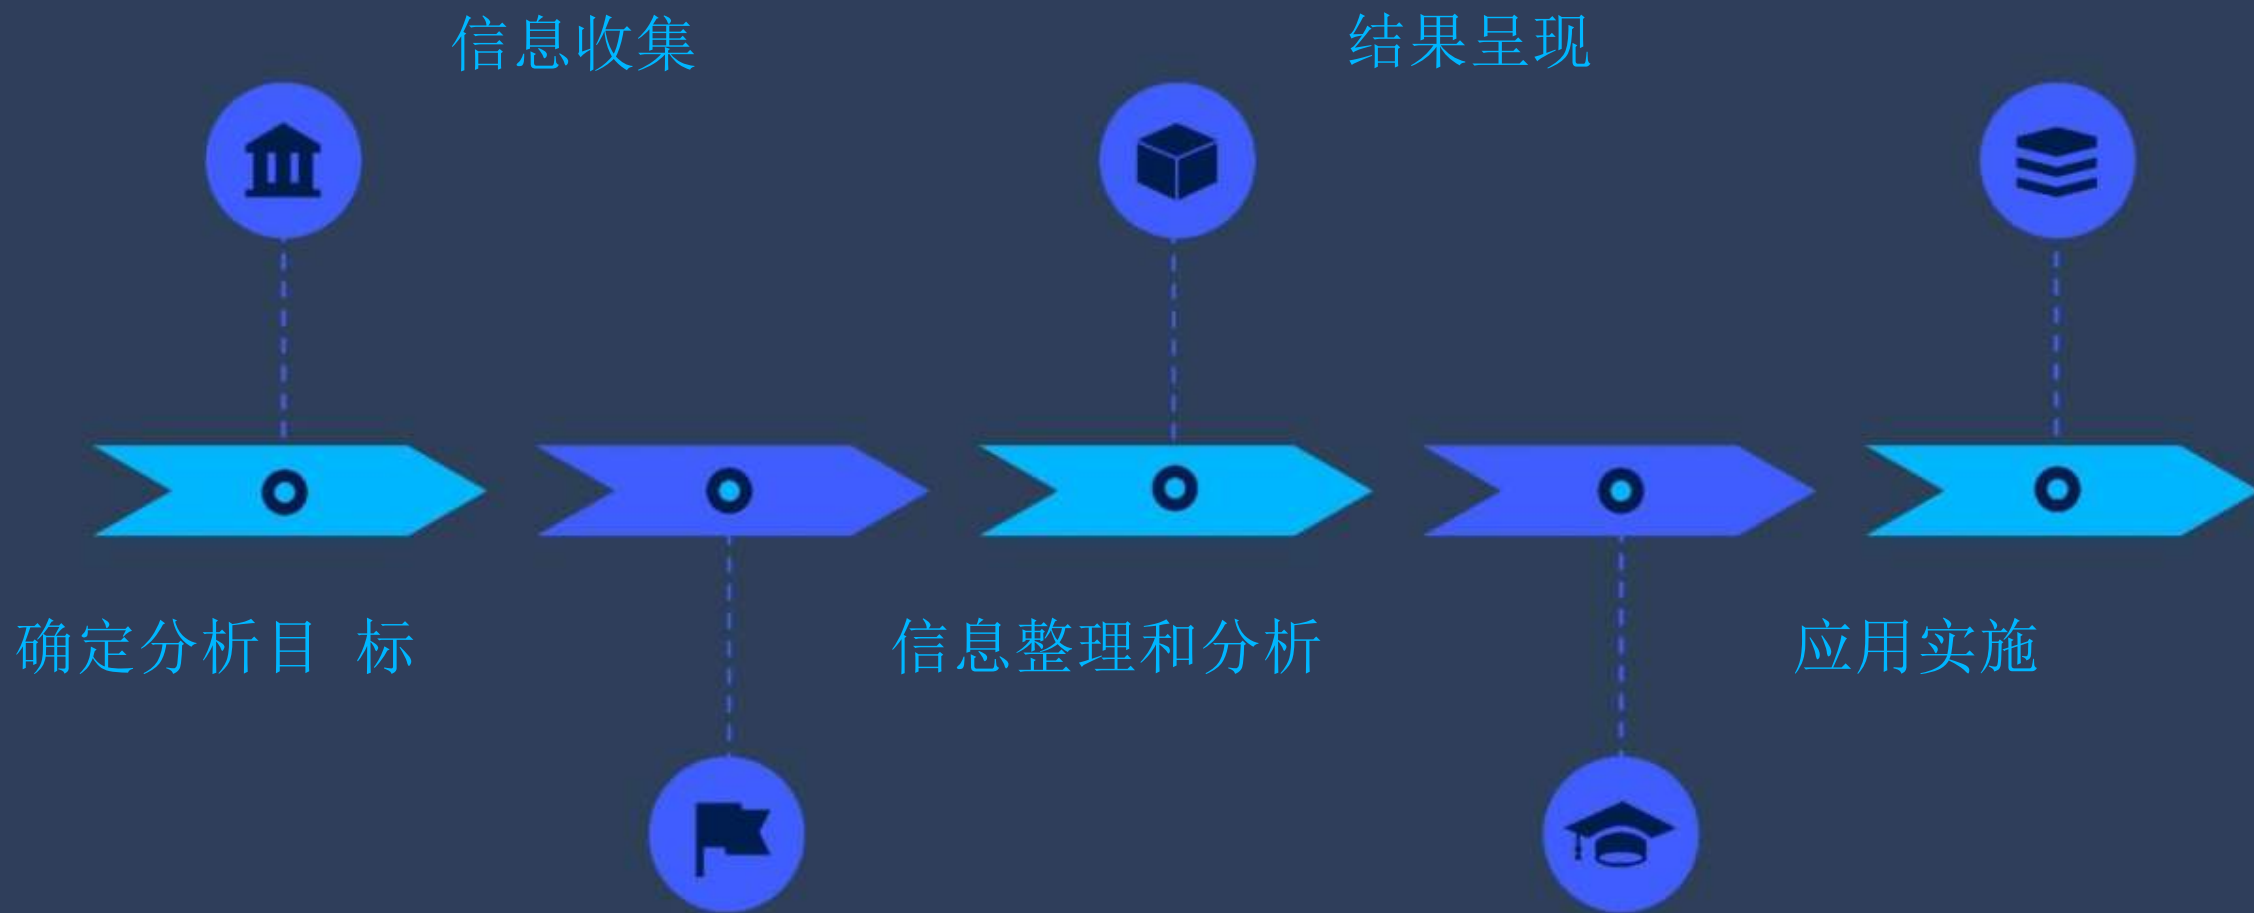 信息收集
结果呈现
确定分析目 标
信息整理和分析
应用实施